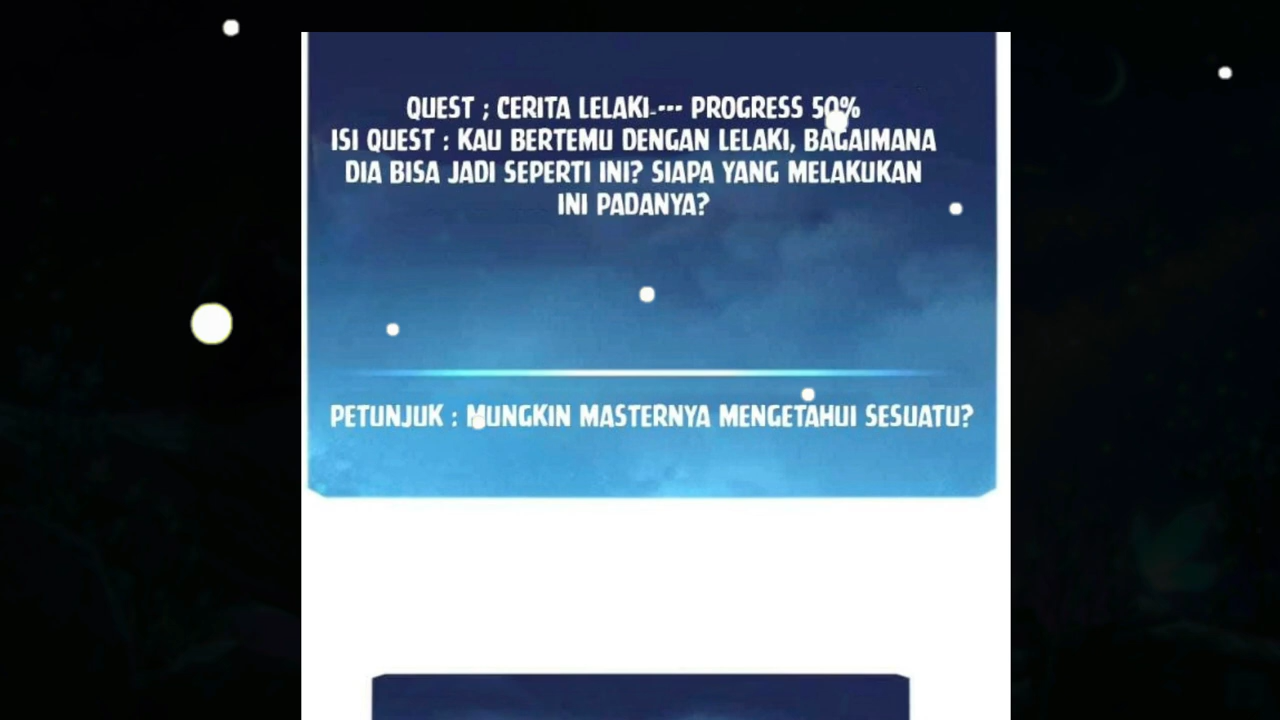 QUEST ; CERITA LELAKI---- PROGRESS 50%
ISI QUEST : KAU BERTEMU DENGAN LELAKI, BAGAIMANA
DIA BISA JADI SEPERTI INI? SIAPA YANG MELAKUKAN
INI PADANYA?
PETUNJUK : MUNGKIN MASTERNYA MENGETAHUI SESUATU?